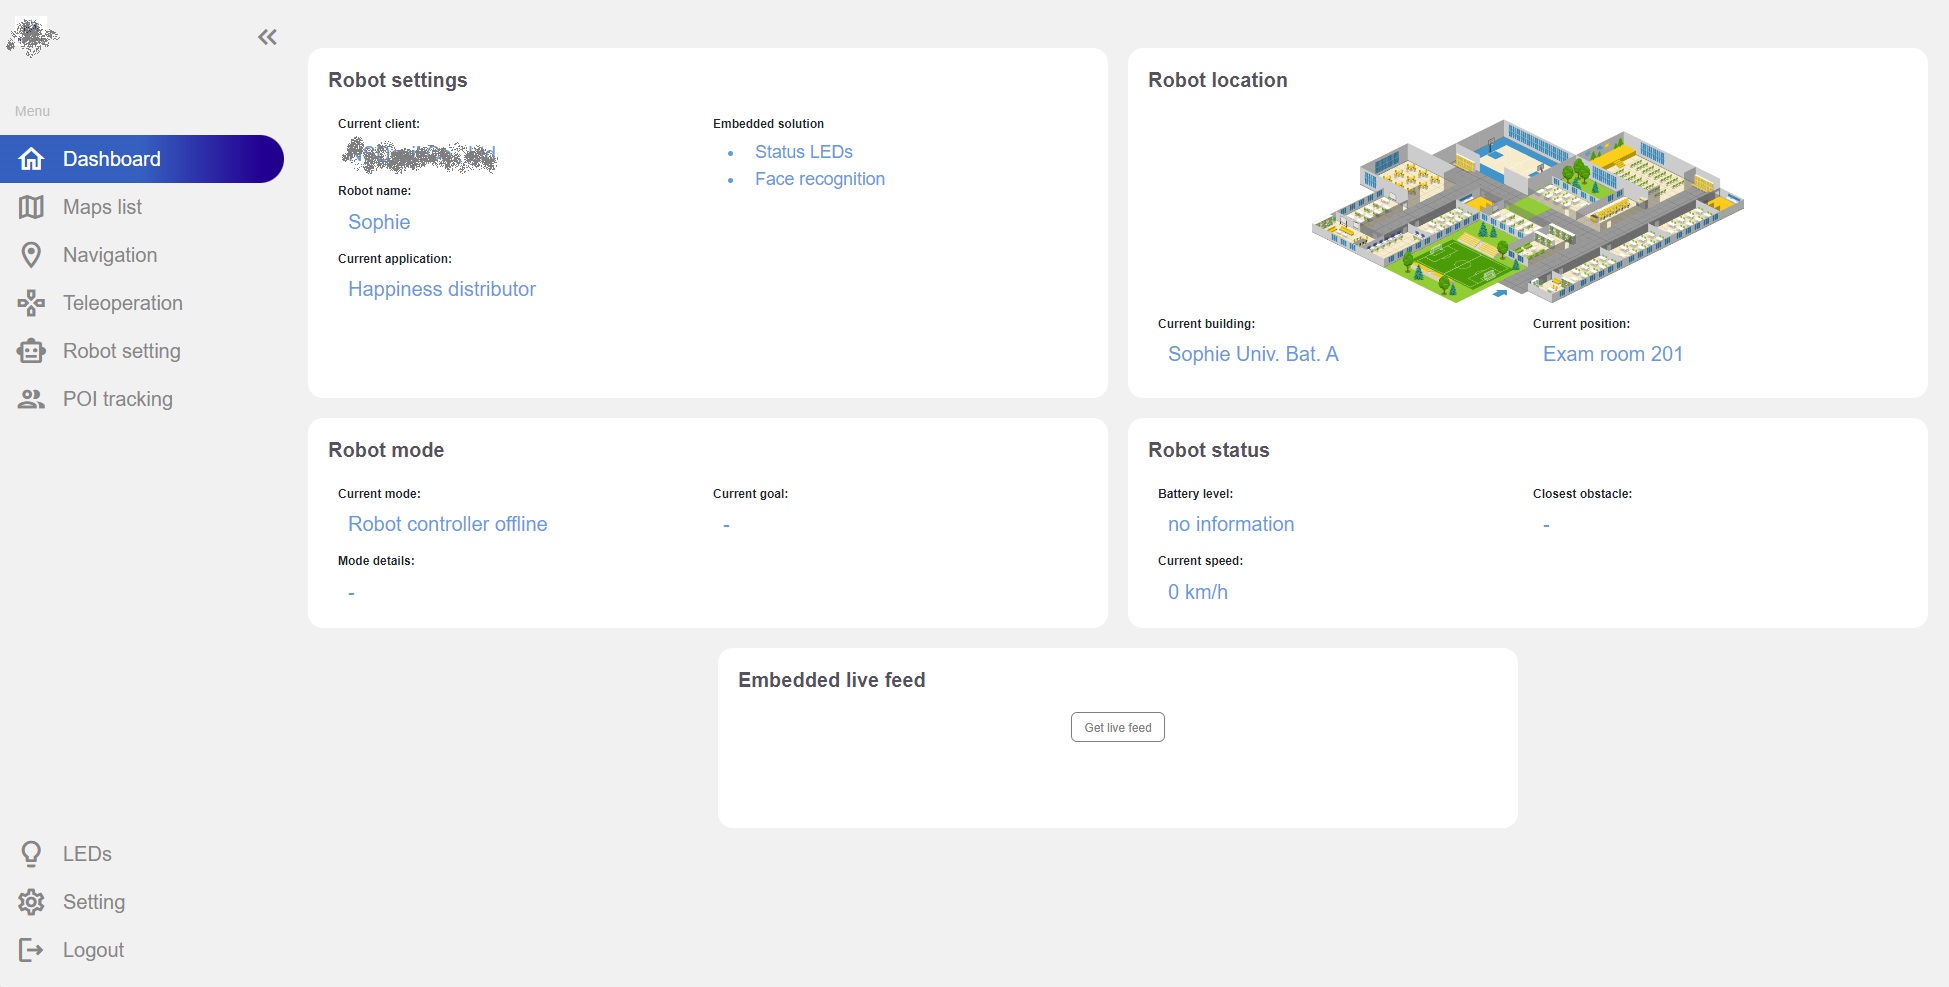 Menu
Dashboard
Maps list
Navigation
Teleoperation
Robot setting
POI tracking
LEDs
Setting
Logout
Robot settings
Current client:
Robot name:
Sophie
Current application:
Happiness distributor
Embedded solution
Status LEDs
Face recognition
Robot location
Current building:
Sophie Univ. Bat. A
Current position:
Exam room 201
Robot mode
Current mode:
Robot controller offline
Mode details:
-
Current goal:
-
Robot status
Battery level:
no information
Current speed:
0 km/h
Closest obstacle:
-
Embedded live feed
Get live feed